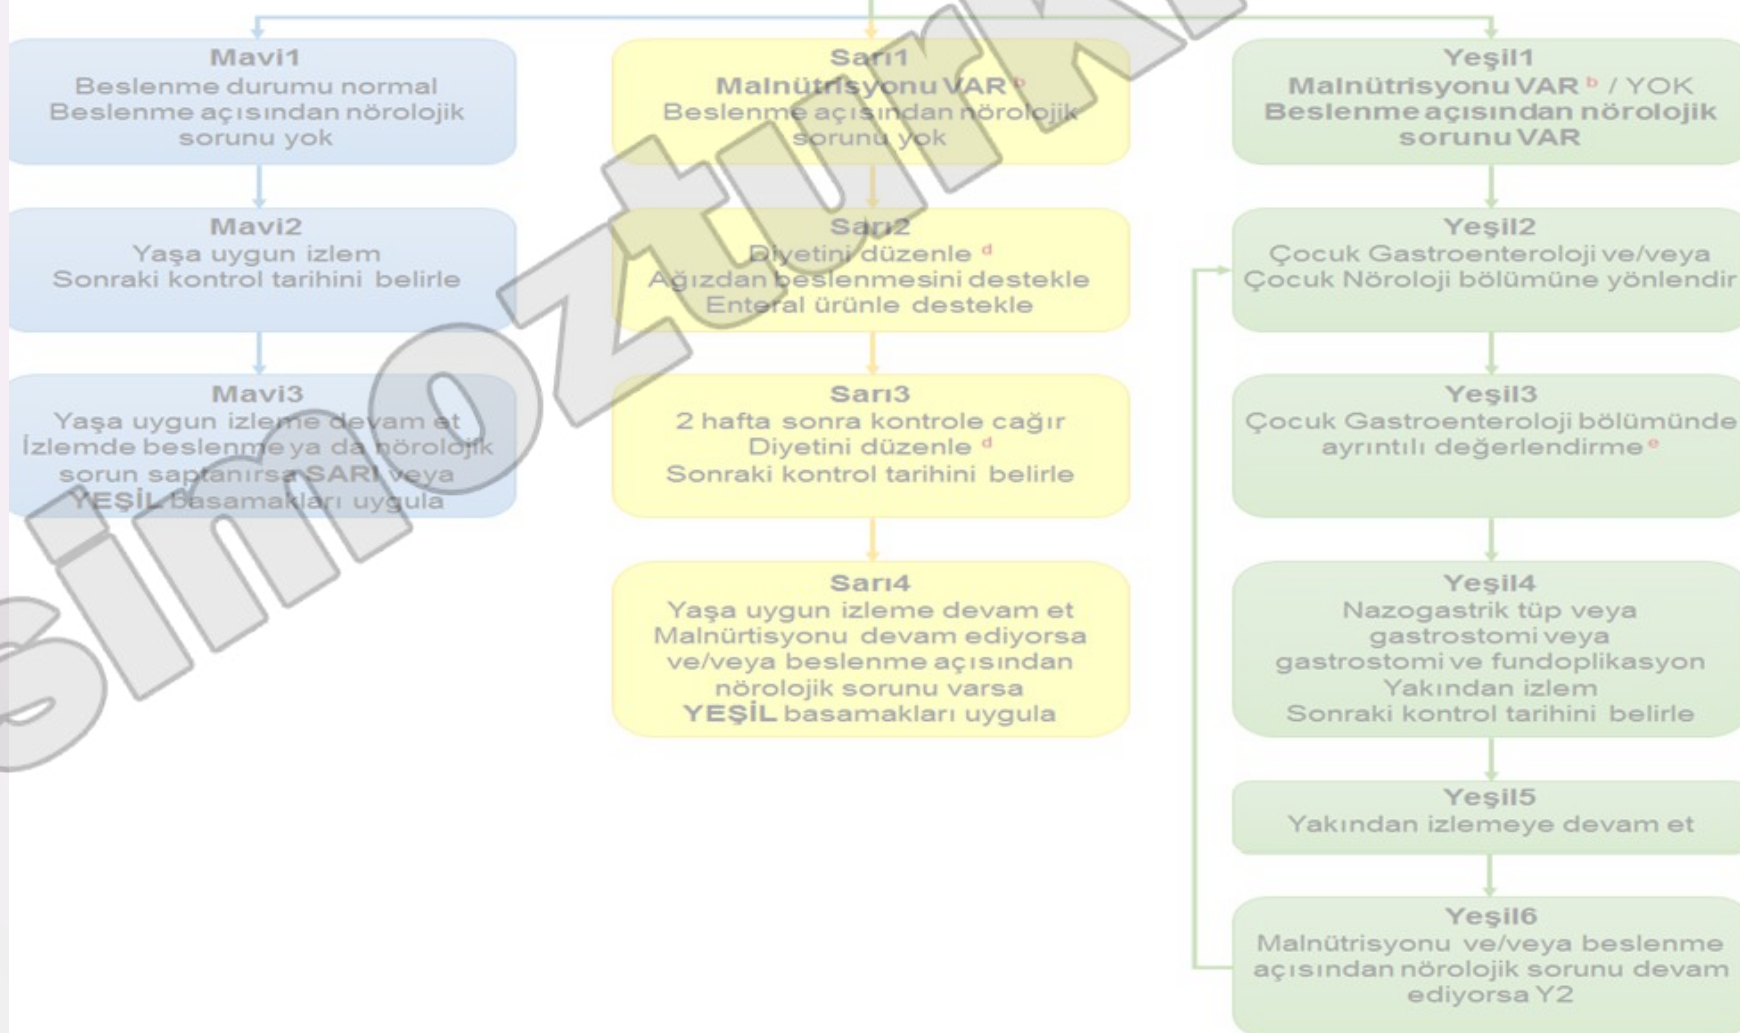 Mavi1
Beslenme durumu normal
Beslenme açısından nörolojik
sorunu yok
Mavi2
Yaşa uygun izlem
Sonraki kontrol tarihini belirle
Mavi3
Yaşa uygun izleme devam et
İzlemde beslenme ya da nörolojik
sorun saptanırsa SARI veya
YEŞİL basamakları uygula
Sarı1
Malnütrisyonu VAR b
Beslenme açısından nörolojik
sorunu yok
Sarı2
Diyetini düzenle d
Ağızdan beslenmesini destekle
Enteral ürünle destekle
Sarı3
2 hafta sonra kontrole cağır
Diyetini düzenle d
Sonraki kontrol tarihini belirle
Sarı4
Yaşa uygun izleme devam et
Malnürtisyonu devam ediyorsa
ve/veya beslenme açısından
nörolojik sorunu varsa
YEŞİL basamakları uygula
Yeşil1
Malnütrisyonu VAR b / YOK
Beslenme açısından nörolojik
sorunu VAR
Yeşil2
Çocuk Gastroenteroloji ve/veya
Çocuk Nöroloji bölümüne yönlendir
Yeşil3
Çocuk Gastroenteroloji bölümünde
ayrıntılı değerlendirme e
Yeşil4
Nazogastrik tüp veya
gastrostomi veya
gastrostomi ve fundoplikasyon
Yakından izlem
Sonraki kontrol tarihini belirle
Yeşil5
Yakından izlemeye devam et
Yeşil6
Malnütrisyonu ve/veya beslenme
açısından nörolojik sorunu devam
ediyorsa Y2
simozturk